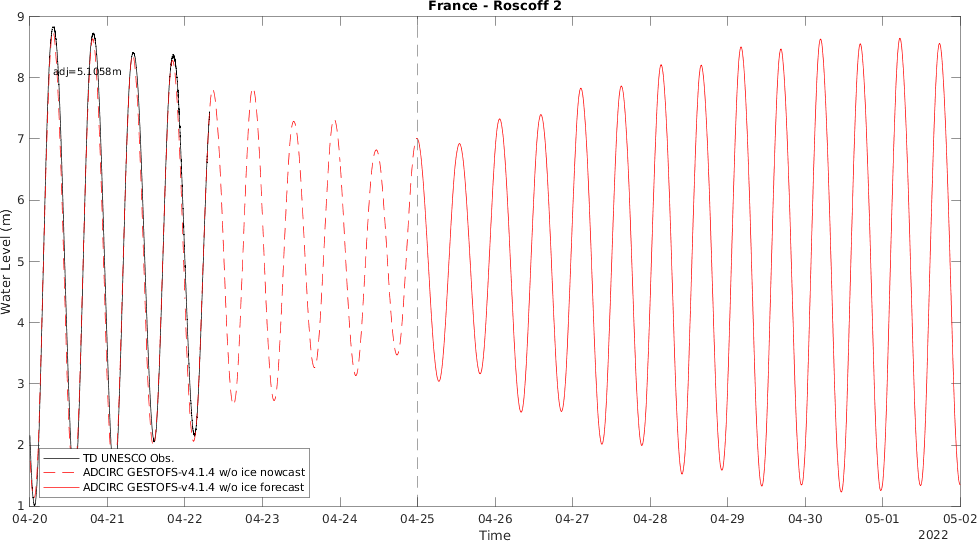 France - Roscoff 2
9
8
7
6
5
4
3
2
1
Water Level (m)
adj=5.1058m
TD UNESCO Obs.
ADCIRC GESTOFS-v4.1.4 w/o ice nowcast
ADCIRC GESTOFS-v4.1.4 w/o ice forecast
04-20 04-21 04-22 04-23 04-24 04-25 04-26 04-27 04-28 04-29 04-30 05-01 05-02
Time
2022